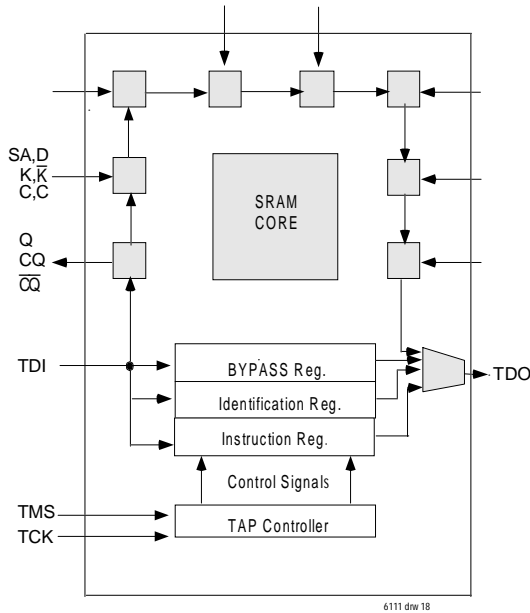 SA,D
K,K̅
C,C
SRAM
CORE
Q
CQ
C̅Q̅
TDI
BYPASS Reg.
TDO
Identification Reg.
Instruction Reg.
Control Signals
TMS
TAP Controller
TCK
6111 drw 18